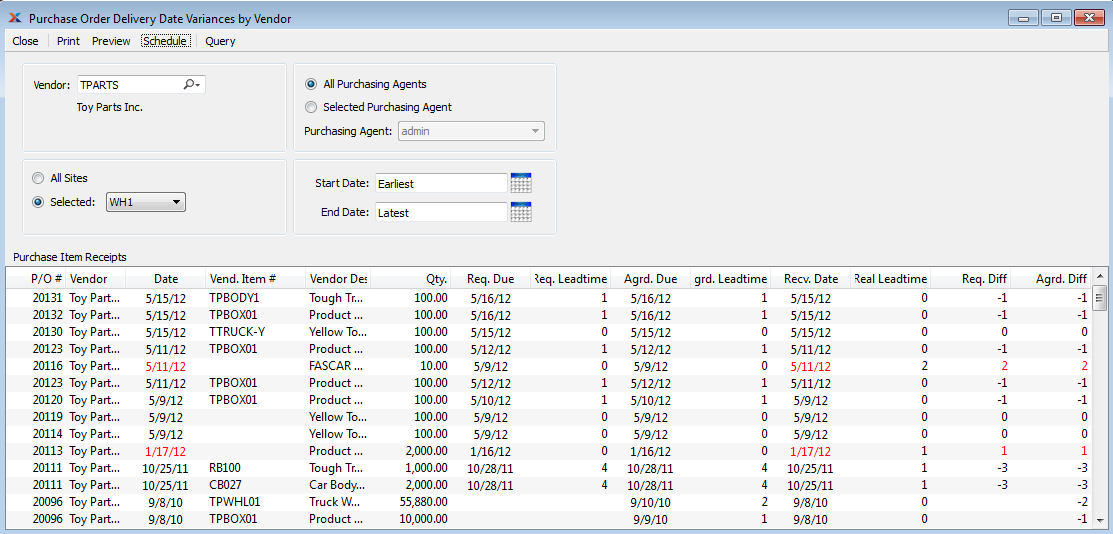 Purchase Order Delivery Date Variances by Vendor
Close Print Preview Schedule Query
Vendor: TPARTS
Toy Parts Inc.
All Purchasing Agents
Selected Purchasing Agent
Purchasing Agent: admin
All Sites
Selected: WH1
Start Date: Earliest
End Date: Latest
Purchase Item Receipts
P/O # Vendor Date Vend. Item # Vendor Des Qty. Req. Due Req. Leadtime Agrd. Due grd. Leadtime Recv. Date Real Leadtime Req. Diff Agrd. Diff
20131 Toy Part... 5/15/12 TPBODY1 Tough Tr... 100.00 5/16/12 1 5/16/12 1 5/15/12 0 -1 -1
20132 Toy Part... 5/15/12 TPBOX01 Product ... 100.00 5/16/12 1 5/16/12 1 5/15/12 0 -1 -1
20130 Toy Part... 5/15/12 TTRUCK-Y Yellow To... 100.00 5/15/12 0 5/15/12 0 5/15/12 0 0 0
20123 Toy Part... 5/11/12 TPBOX01 Product ... 100.00 5/12/12 1 5/12/12 1 5/11/12 0 -1 -1
20116 Toy Part... 5/11/12 FASCAR ... 10.00 5/9/12 0 5/9/12 0 5/11/12 2 2 2
20123 Toy Part... 5/11/12 TPBOX01 Product ... 100.00 5/12/12 1 5/12/12 1 5/11/12 0 -1 -1
20120 Toy Part... 5/9/12 TPBOX01 Product ... 100.00 5/10/12 1 5/10/12 1 5/9/12 0 -1 -1
20119 Toy Part... 5/9/12 Yellow To... 100.00 5/9/12 0 5/9/12 0 5/9/12 0 0 0
20114 Toy Part... 5/9/12 Yellow To... 100.00 5/9/12 0 5/9/12 0 5/9/12 0 0 0
20113 Toy Part... 1/17/12 Product ... 2,000.00 1/16/12 0 1/16/12 0 1/17/12 1 1 1
20111 Toy Part... 10/25/11 RB100 Tough Tr... 1,000.00 10/28/11 4 10/28/11 4 10/25/11 1 -3 -3
20111 Toy Part... 10/25/11 CB027 Car Body... 1,000.00 10/28/11 4 10/28/11 4 10/25/11 1 -3 -3
20096 Toy Part... 9/8/10 TPWHL01 Truck W... 55,880.00 9/10/10 2 9/8/10 0 -2
20096 Toy Part... 9/8/10 TPBOX01 Product ... 10,000.00 9/9/10 1 9/8/10 0 -1